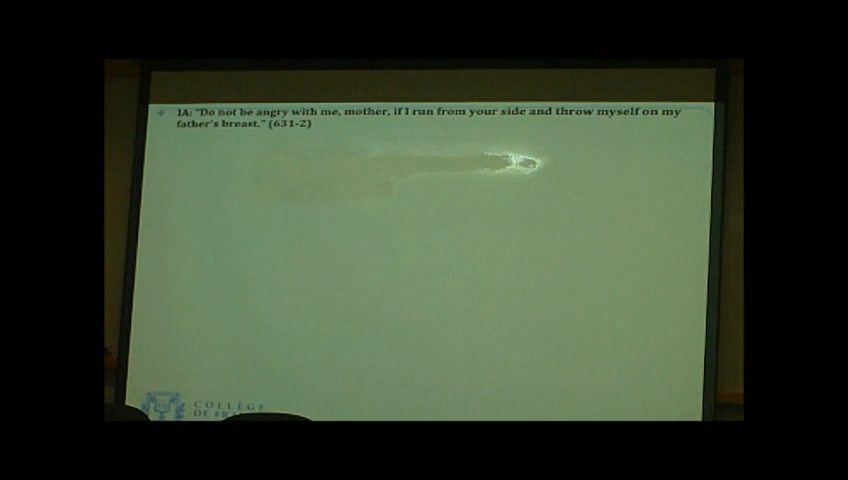 IA: "Do not be angry with me, mother, if I run from your side and throw myself on my
father's breast." (631-2)
COLLÈGE
DE